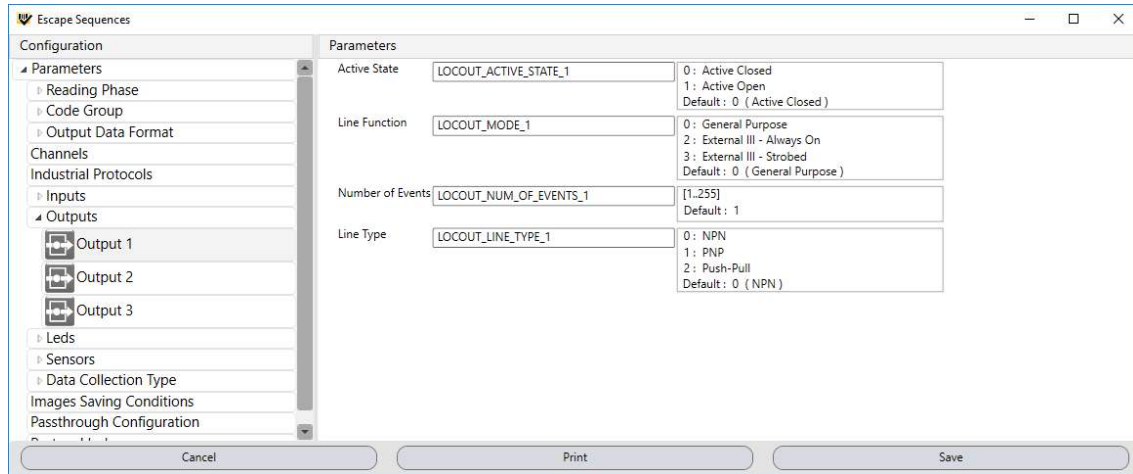 Escape Sequences
Configuration
Parameters
Reading Phase
Code Group
Output Data Format
Channels
Industrial Protocols
Inputs
Outputs
Output 1
Output 2
Output 3
Leds
Sensors
Data Collection Type
Images Saving Conditions
Passthrough Configuration
Parameters
Active State
LOCOUT_ACTIVE_STATE_1
0 : Active Closed
1 : Active Open
Default : 0 ( Active Closed )
Line Function
LOCOUT_MODE_1
0 : General Purpose
2 : External Ill - Always On
3 : External Ill - Strobed
Default : 0 ( General Purpose )
Number of Events
LOCOUT_NUM_OF_EVENTS_1
[1..255]
Default : 1
Line Type
LOCOUT_LINE_TYPE_1
0 : NPN
1 : PNP
2 : Push-Pull
Default : 0 ( NPN )
Cancel
Print
Save